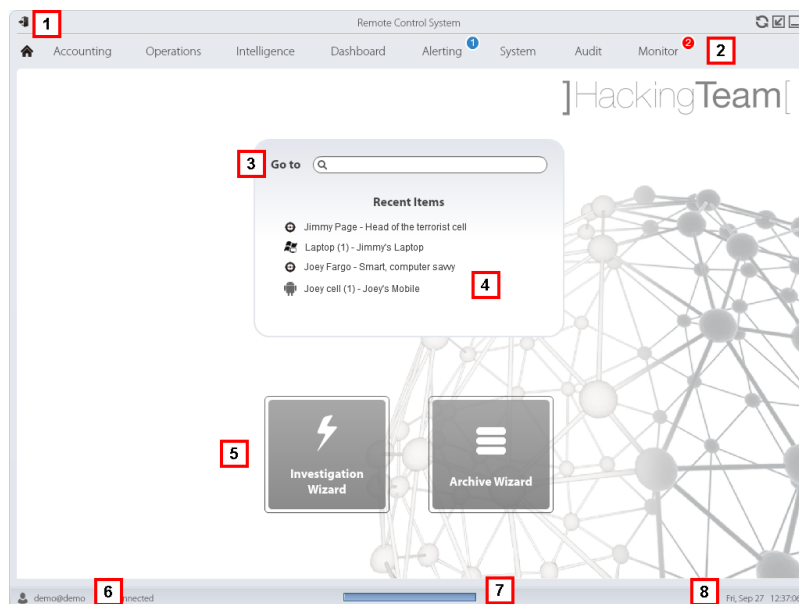 1
Remote Control System
Accounting Operations Intelligence Dashboard Alerting 1 System Audit Monitor 2
2
]HackingTeam[
3
Go to
Recent Items
Jimmy Page - Head of the terrorist cell
Laptop (1) - Jimmy's Laptop
Joey Fargo - Smart, computer savvy
Joey cell (1) - Joey's Mobile
4
5
Investigation
Wizard
Archive Wizard
demo@demo 6 nnected
7
8
Fri, Sep 27 12:37:06